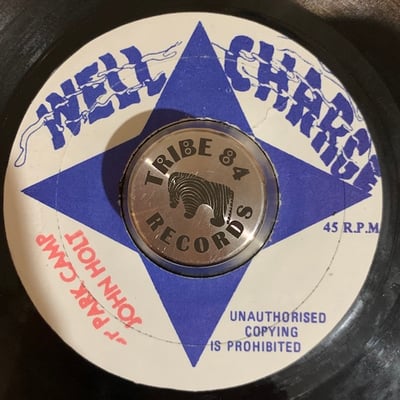 WELL CHARGE
TRIBE 84
RECORDS
45 R.P.M
PARK CAMP
JOHN HOLT
UNAUTHORISED
COPYING
IS PROHIBITED